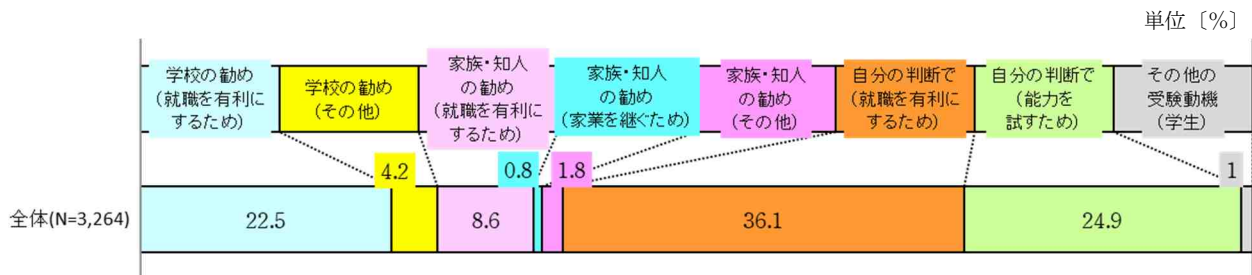 単位〔%〕
学校の勧め
(就職を有利に
するため)
学校の勧め
(その他)
家族・知人
の勧め
(就職を有利に
するため)
家族・知人
の勧め
(家業を継ぐため)
家族・知人
の勧め
(その他)
自分の判断で
(就職を有利に
するため)
自分の判断で
(能力を
試すため)
その他の
受験動機
(学生)
4.2
0.8
1.8
1
全体(N=3,264)
22.5
8.6
36.1
24.9